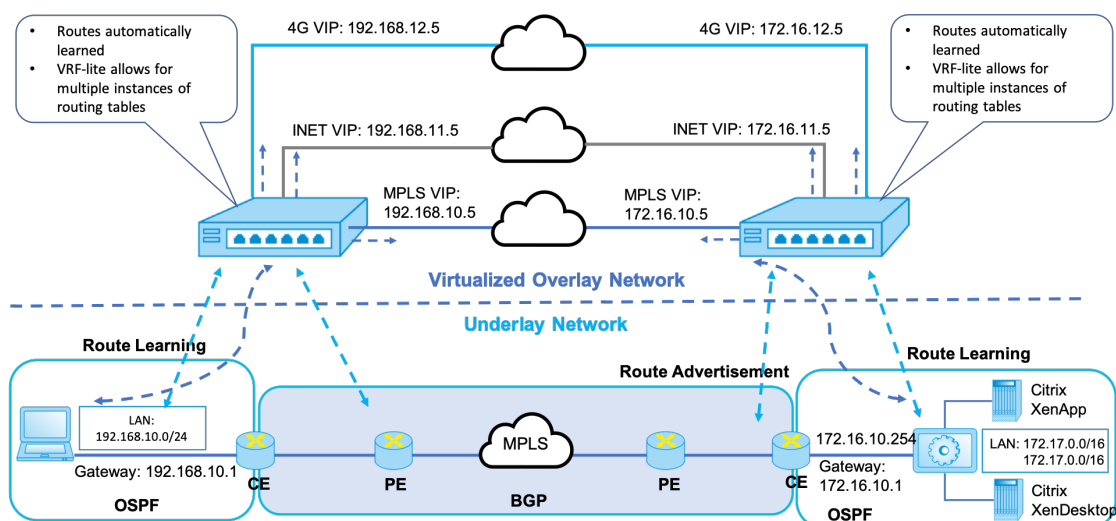 • Routes automatically
learned
• VRF-lite allows for
multiple instances of
routing tables
4G VIP: 192.168.12.5
4G VIP: 172.16.12.5
• Routes automatically
learned
• VRF-lite allows for
multiple instances of
routing tables
INET VIP: 192.168.11.5
INET VIP: 172.16.11.5
MPLS VIP:
192.168.10.5
MPLS VIP:
172.16.10.5
Virtualized Overlay Network
Underlay Network
Route Learning
Route Advertisement
Route Learning
LAN:
192.168.10.0/24
Gateway: 192.168.10.1
OSPF
CE
PE
MPLS
BGP
PE
CE
172.16.10.254
Gateway:
172.16.10.1
OSPF
Citrix
XenApp
LAN: 172.17.0.0/16
172.17.0.0/16
Citrix
XenDesktop